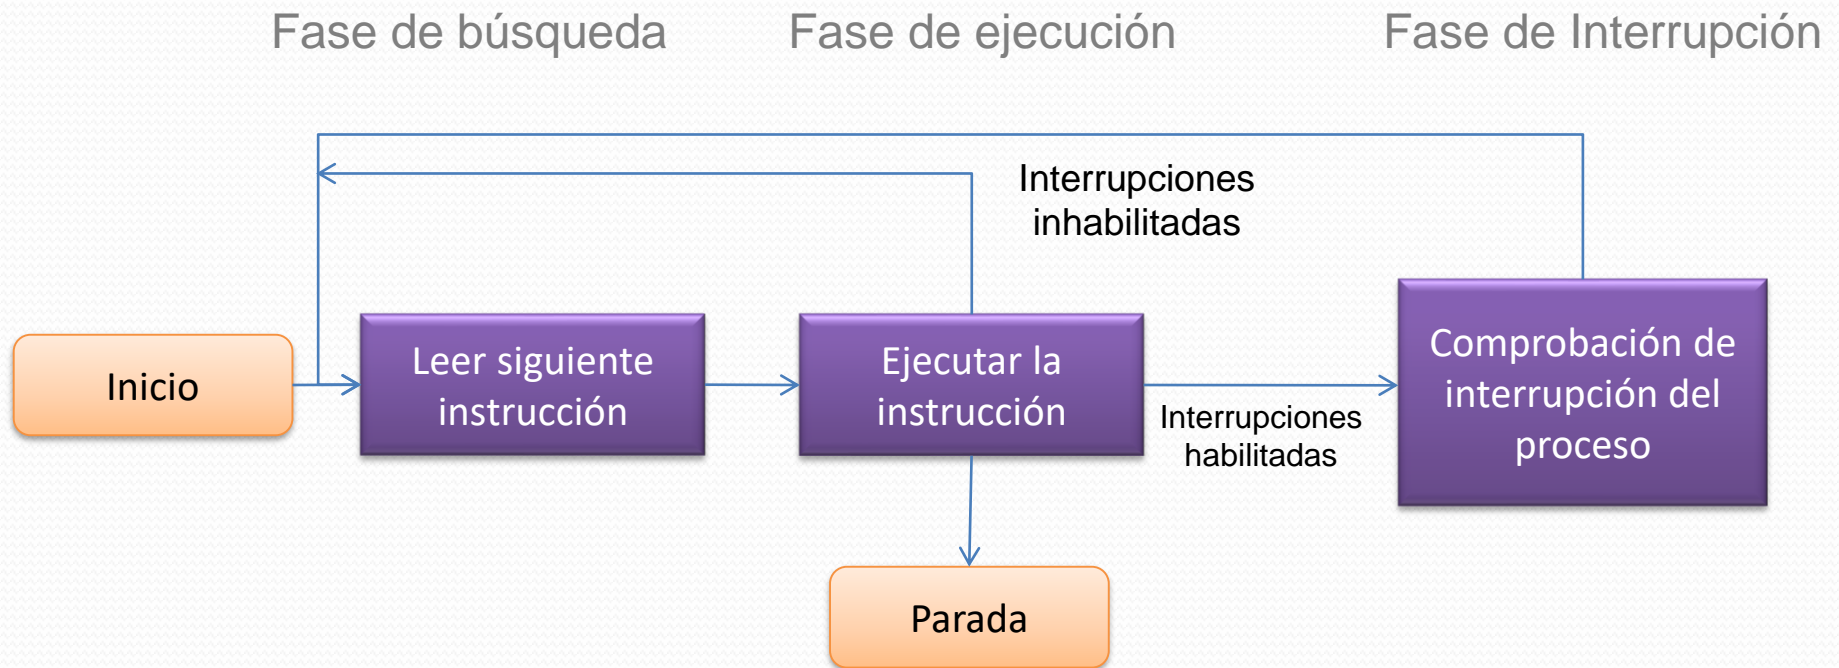 Fase de búsqueda
Fase de ejecución
Fase de Interrupción
Interrupciones
inhabilitadas
Inicio
Leer siguiente
instrucción
Ejecutar la
instrucción
Interrupciones
habilitadas
Comprobación de
interrupción del
proceso
Parada